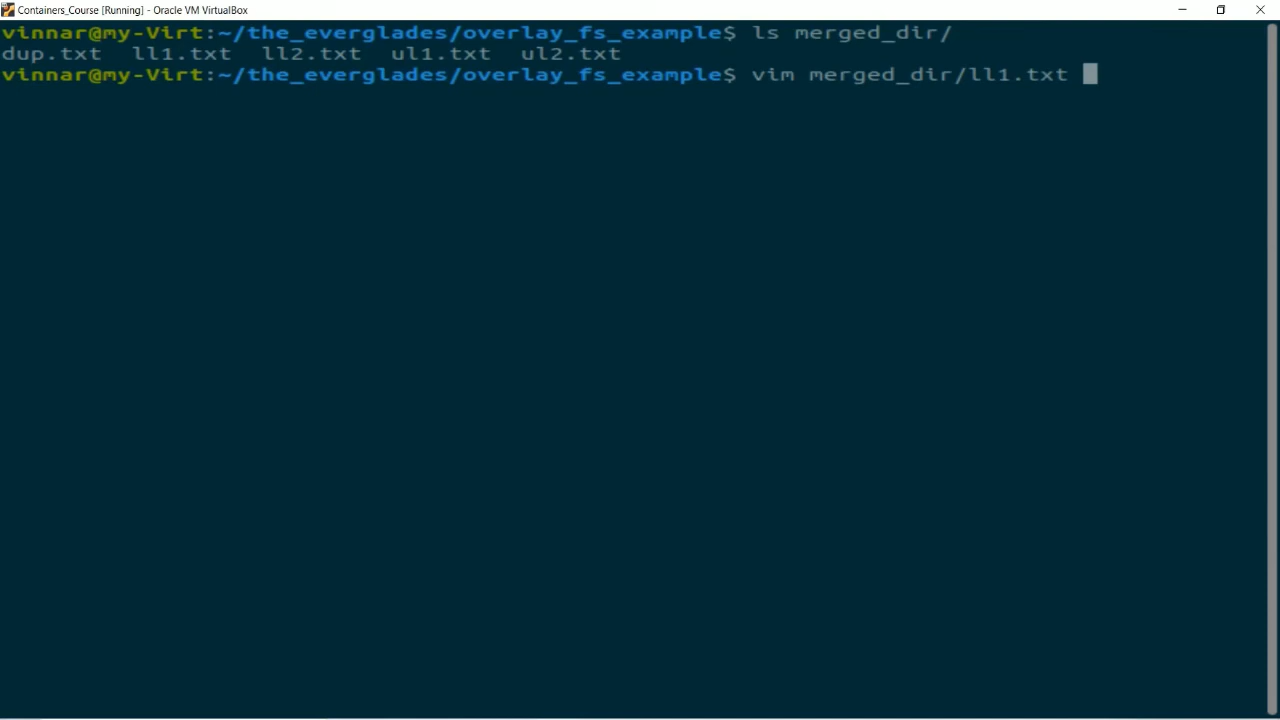 Containers_Course [Running] - Oracle VM VirtualBox
vinnar@my-Virt:~/the_everglades/overlay_fs_example$ ls merged_dir/
dup.txt  ll1.txt  ll2.txt  ul1.txt  ul2.txt
vinnar@my-Virt:~/the_everglades/overlay_fs_example$ vim merged_dir/ll1.txt